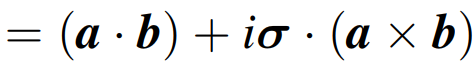 = (a · b) + iσ · (a × b)